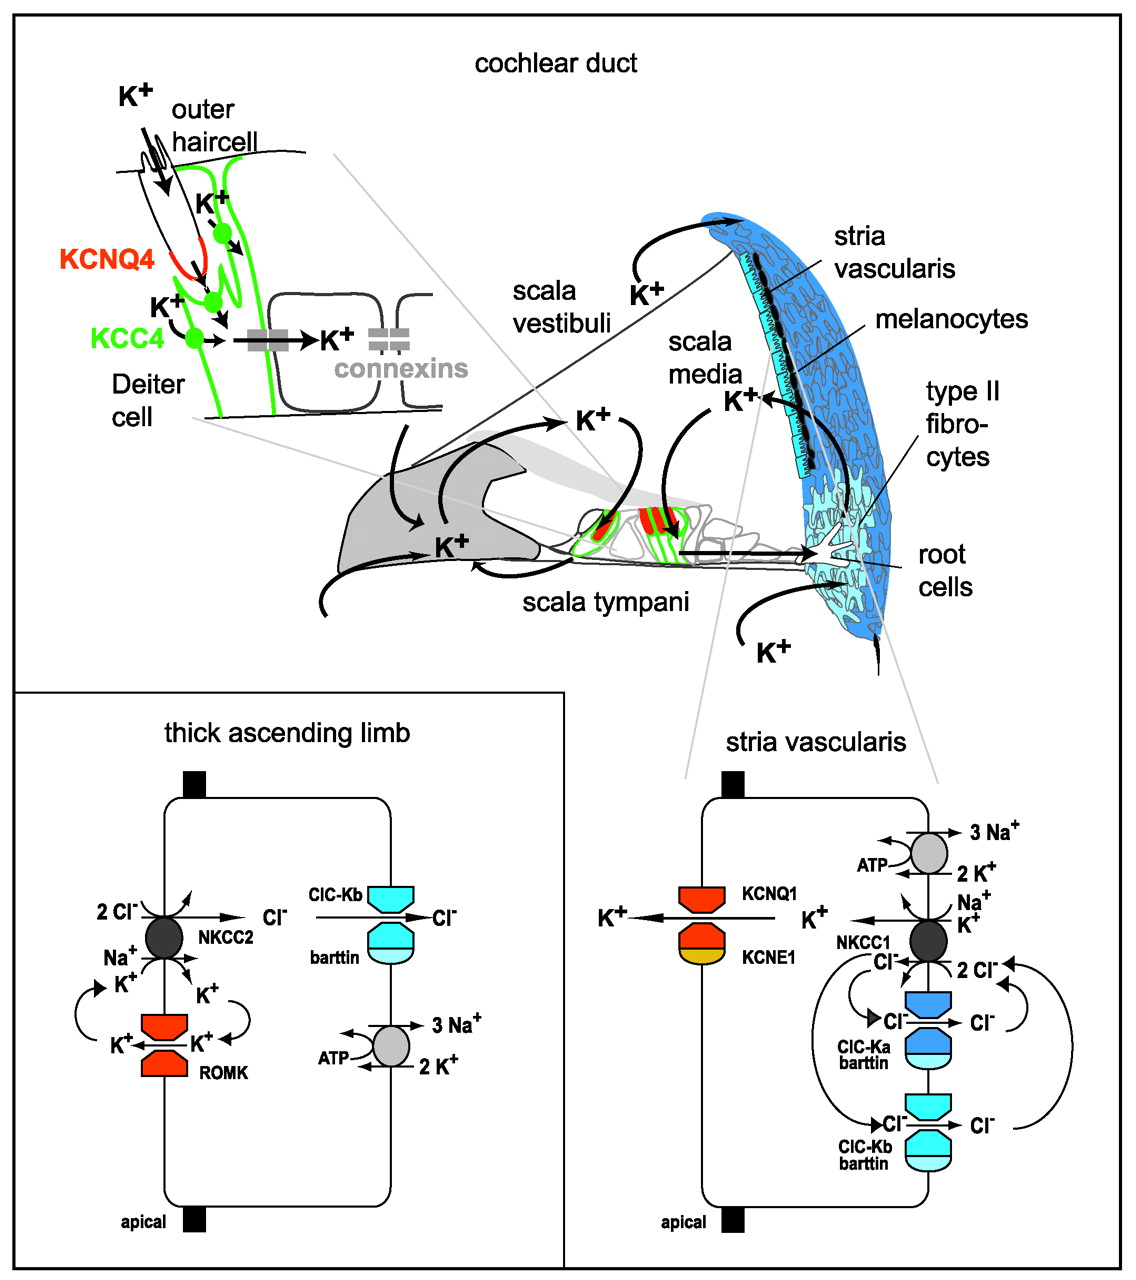 cochlear duct
K+
outer
haircell
K+
KCNQ4
K+
KCC4
K+
connexins
Deiter
cell
scala
vestibuli
K+
stria
vascularis
melanocytes
scala
media
K+
type II
fibro-
cytes
K+
K+
root
cells
scala tympani
K+
thick ascending limb
2 Cl-
NKCC2
Cl-
ClC-Kb
Cl-
barttin
Na+
K+
K+
K+
K+
ROMK
3 Na+
ATP
2 K+
apical
stria vascularis
3 Na+
ATP
2 K+
KCNQ1
K+
K+
KCNE1
Na+
K+
NKCC1
Cl-
2 Cl-
Cl-
Cl-
ClC-Ka
barttin
Cl-
Cl-
ClC-Kb
barttin
apical